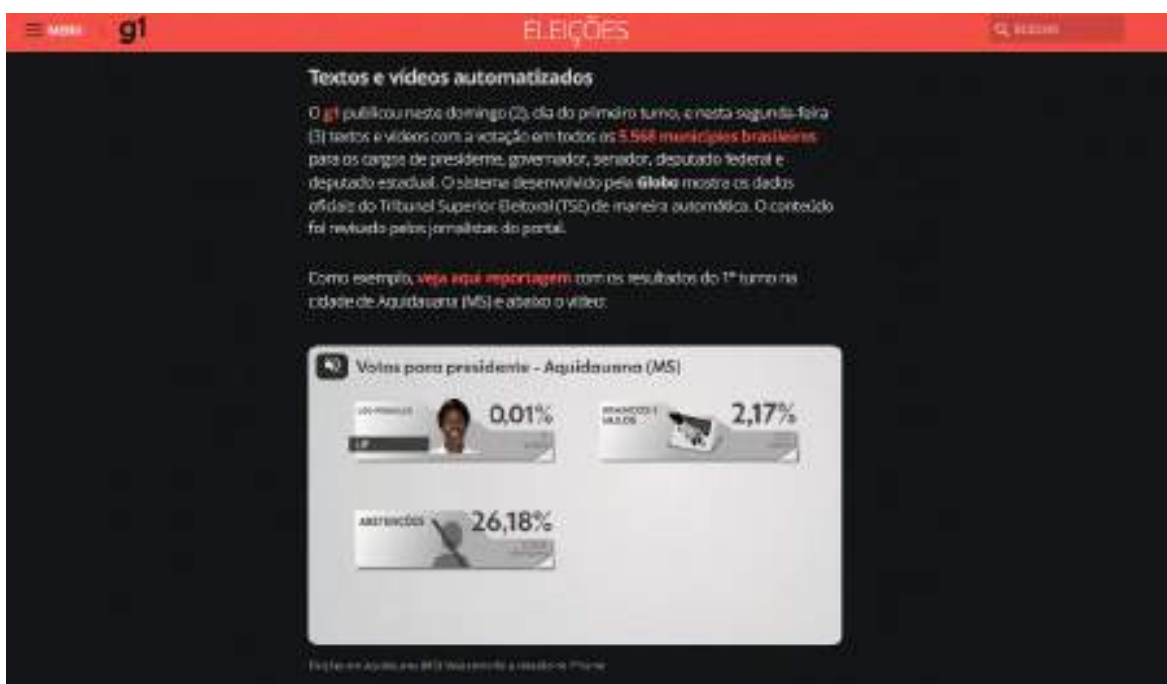 MENU g1 ELEIÇÕES BUSCAR
Textos e vídeos automatizados
O g1 publicou neste domingo (2), dia do primeiro turno, e nesta segunda-feira
(3) textos e vídeos com a votação em todos os 5.568 municípios brasileiros
para os cargos de presidente, governador, senador, deputado federal e
deputado estadual. O sistema desenvolvido pela Globo mostra os dados
oficiais do Tribunal Superior Eleitoral (TSE) de maneira automática. O conteúdo
foi revisado pelos jornalistas do portal.
Como exemplo, veja aqui reportagem com os resultados do 1º turno na
cidade de Aquidauana (MS) e abaixo o vídeo:
Votos para presidente - Aquidauana (MS)
LÉO PÉRICLES 0,01%
UP
BRANCOS E
NULOS 2,17%
ABSTENÇÕES 26,18%